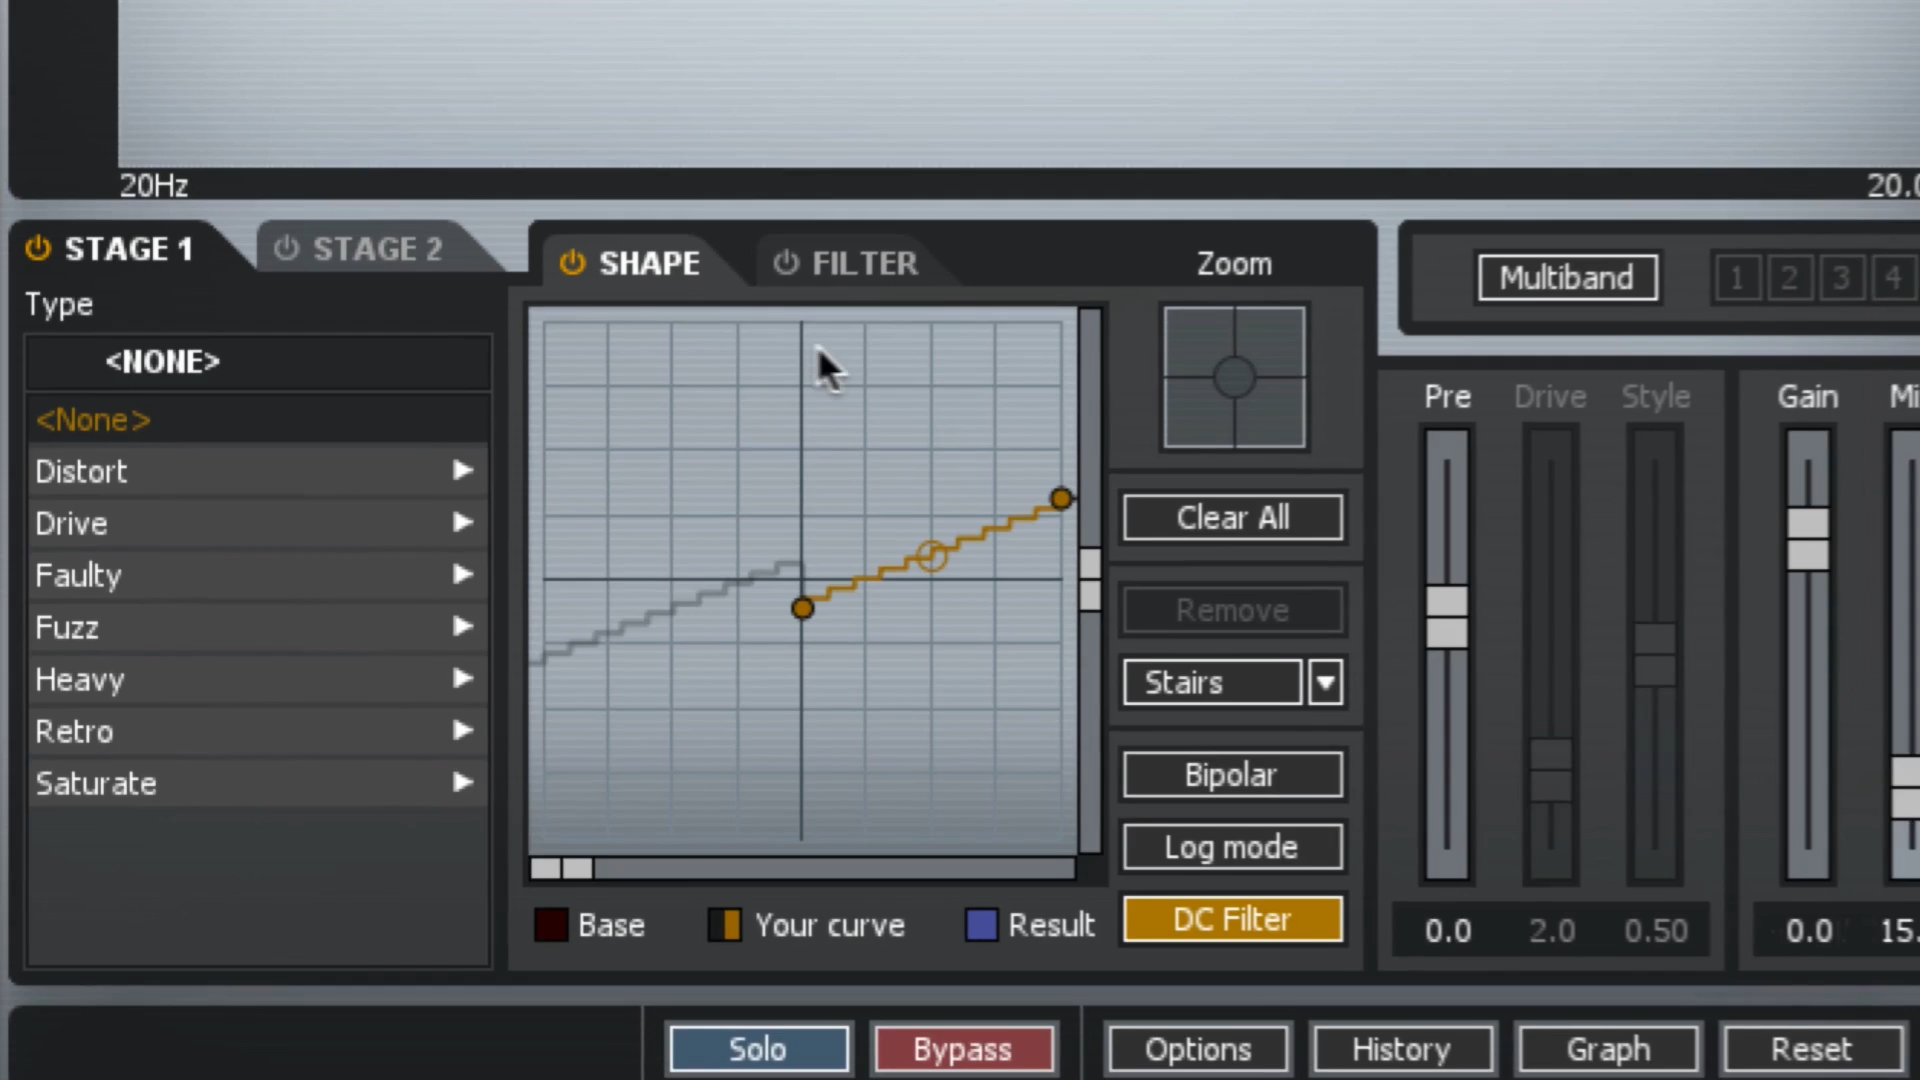 20Hz
20.0
STAGE 1
STAGE 2
SHAPE
FILTER
Zoom
Multiband
1 2 3 4
Type
<NONE>
<None>
Distort
Drive
Faulty
Fuzz
Heavy
Retro
Saturate
Clear All
Remove
Stairs
Bipolar
Log mode
DC Filter
Base
Your curve
Result
Pre
Drive
Style
Gain
0.0
2.0
0.50
0.0
15.
Solo
Bypass
Options
History
Graph
Reset